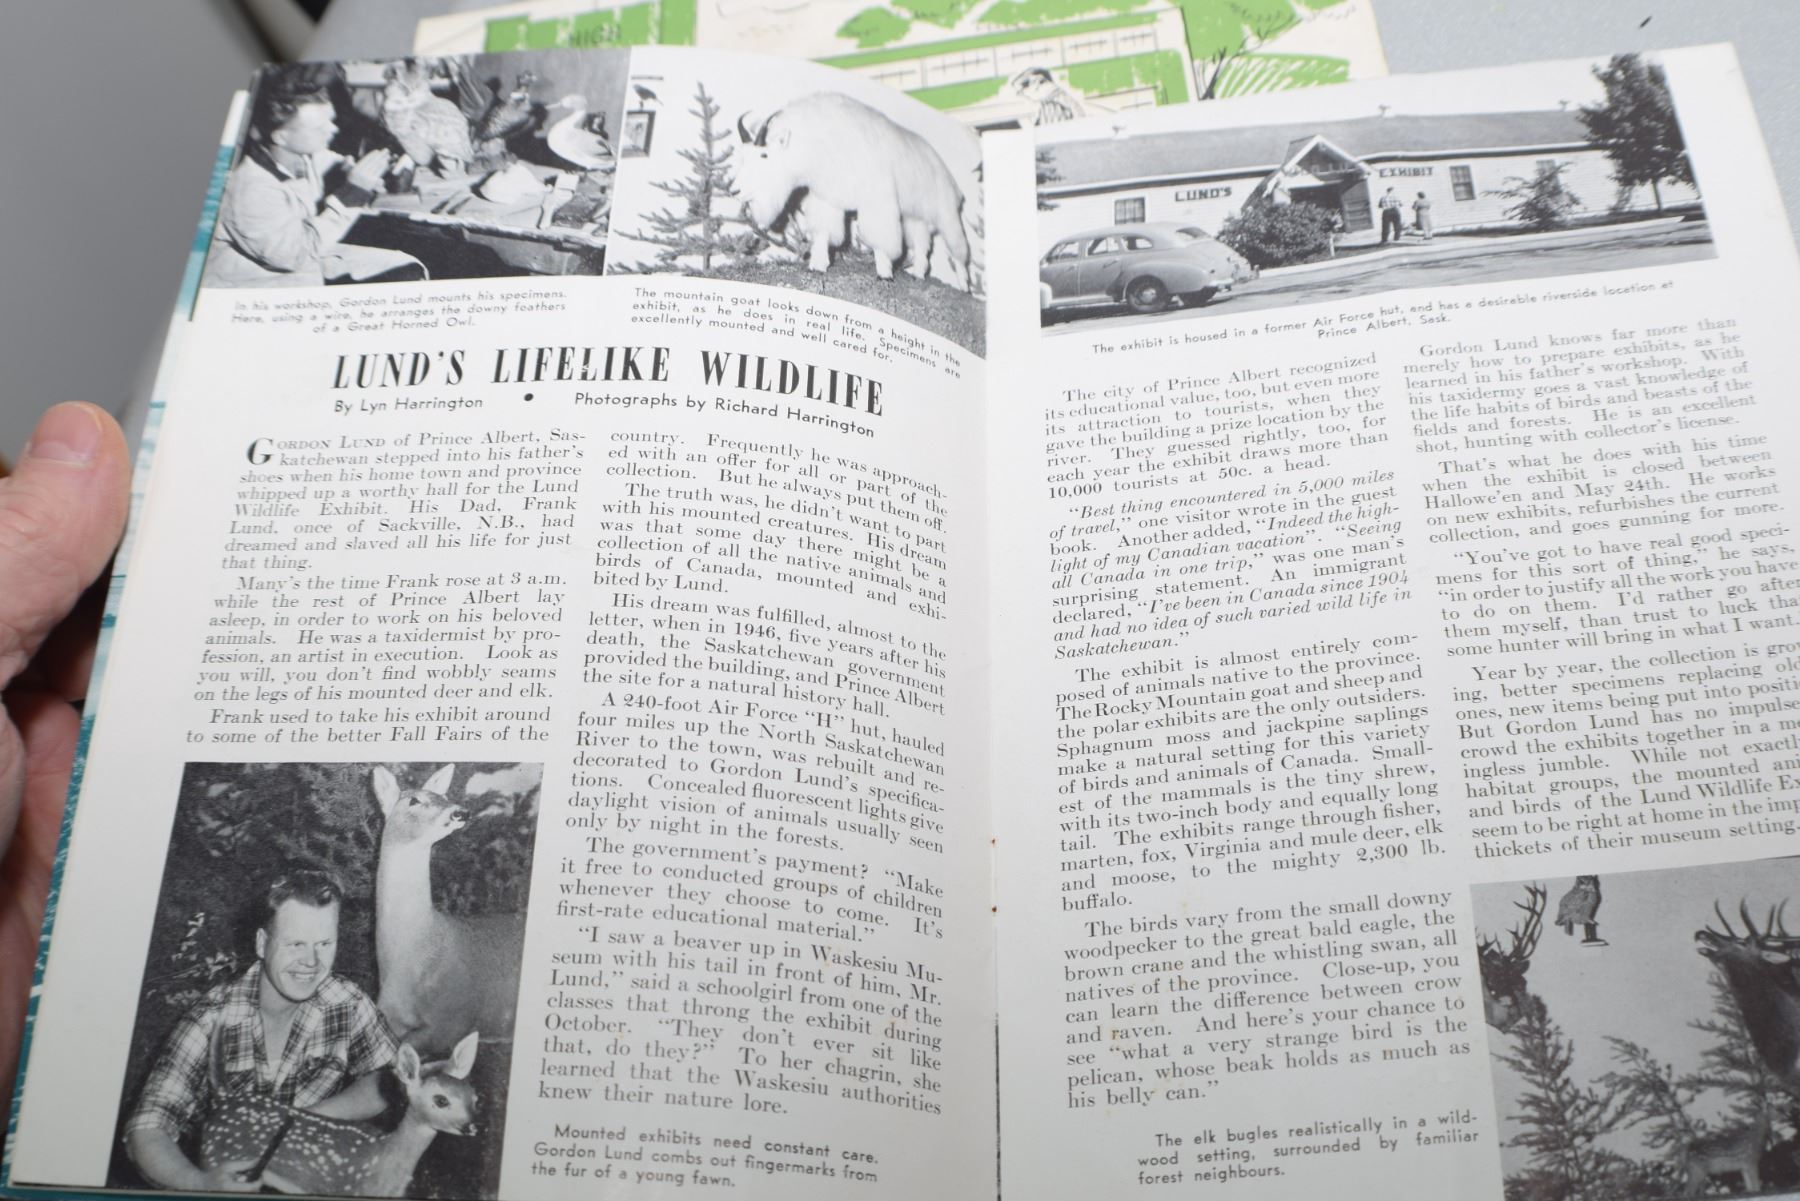 HIGH
LUND'S
EXHIBIT
In his workshop, Gordon Lund mounts his specimens.
Here, using a wire, he arranges the downy feathers
of a Great Horned Owl.
The mountain goat looks down from a height in the
exhibit, as he does in real life. Specimens are
excellently mounted and well cared for.
LUND'S LIFELIKE WILDLIFE
By Lyn Harrington • Photographs by Richard Harrington
GORDON LUND of Prince Albert, Sas-
katchewan stepped into his father's
shoes when his home town and province
whipped up a worthy hall for the Lund
Wildlife Exhibit. His Dad, Frank
Lund, once of Sackville, N.B., had
dreamed and slaved all his life for just
that thing.
Many's the time Frank rose at 3 a.m.
while the rest of Prince Albert lay
asleep, in order to work on his beloved
animals. He was a taxidermist by pro-
fession, an artist in execution. Look as
you will, you don't find wobbly seams
on the legs of his mounted deer and elk.
Frank used to take his exhibit around
to some of the better Fall Fairs of the
country. Frequently he was approach-
ed with an offer for all or part of the
collection. But he always put them off.
The truth was, he didn't want to part
with his mounted creatures. His dream
was that some day there might be a
collection of all the native animals and
birds of Canada, mounted and exhi-
bited by Lund.
His dream was fulfilled, almost to the
letter, when in 1946, five years after his
death, the Saskatchewan government
provided the building, and Prince Albert
the site for a natural history hall.
A 240-foot Air Force "H" hut, hauled
four miles up the North Saskatchewan
River to the town, was rebuilt and re-
decorated to Gordon Lund's specifica-
tions. Concealed fluorescent lights give
daylight vision of animals usually seen
only by night in the forests.
The government's payment? "Make
it free to conducted groups of children
whenever they choose to come. It's
first-rate educational material."
"I saw a beaver up in Waskesiu Mu-
seum with his tail in front of him, Mr.
Lund," said a schoolgirl from one of the
classes that throng the exhibit during
October. "They don't ever sit like
that, do they?" To her chagrin, she
learned that the Waskesiu authorities
knew their nature lore.
Mounted exhibits need constant care.
Gordon Lund combs out fingermarks from
the fur of a young fawn.
The exhibit is housed in a former Air Force hut, and has a desirable riverside location at
Prince Albert, Sask.
The city of Prince Albert recognized
its educational value, too, but even more
its attraction to tourists, when they
gave the building a prize location by the
river. They guessed rightly, too, for
each year the exhibit draws more than
10,000 tourists at 50c. a head.
"Best thing encountered in 5,000 miles
of travel," one visitor wrote in the guest
book. Another added, "Indeed the high-
light of my Canadian vacation". "Seeing
all Canada in one trip," was one man's
surprising statement. An immigrant
declared, "I've been in Canada since 1904
and had no idea of such varied wild life in
Saskatchewan."
The exhibit is almost entirely com-
posed of animals native to the province.
The Rocky Mountain goat and sheep and
the polar exhibits are the only outsiders.
Sphagnum moss and jackpine saplings
make a natural setting for this variety
of birds and animals of Canada. Small-
est of the mammals is the tiny shrew,
with its two-inch body and equally long
tail. The exhibits range through fisher,
marten, fox, Virginia and mule deer, elk
and moose, to the mighty 2,300 lb.
buffalo.
The birds vary from the small downy
woodpecker to the great bald eagle, the
brown crane and the whistling swan, all
natives of the province. Close-up, you
can learn the difference between crow
and raven. And here's your chance to
see "what a very strange bird is the
pelican, whose beak holds as much as
his belly can."
Gordon Lund knows far more than
merely how to prepare exhibits, as he
learned in his father's workshop. With
his taxidermy goes a vast knowledge of
the life habits of birds and beasts of the
fields and forests. He is an excellent
shot, hunting with collector's license.
That's what he does with his time
when the exhibit is closed between
Hallowe'en and May 24th. He works
on new exhibits, refurbishes the current
collection, and goes gunning for more.
"You've got to have real good speci-
mens for this sort of thing," he says,
"in order to justify all the work you have
to do on them. I'd rather go after
them myself, than trust to luck tha
some hunter will bring in what I want.
Year by year, the collection is grow
ing, better specimens replacing old
ones, new items being put into positi
But Gordon Lund has no impulse
crowd the exhibits together in a me
ingless jumble. While not exactl
habitat groups, the mounted ani
and birds of the Lund Wildlife Ex
seem to be right at home in the imp
thickets of their museum setting.
The elk bugles realistically in a wild-
wood setting, surrounded by familiar
forest neighbours.